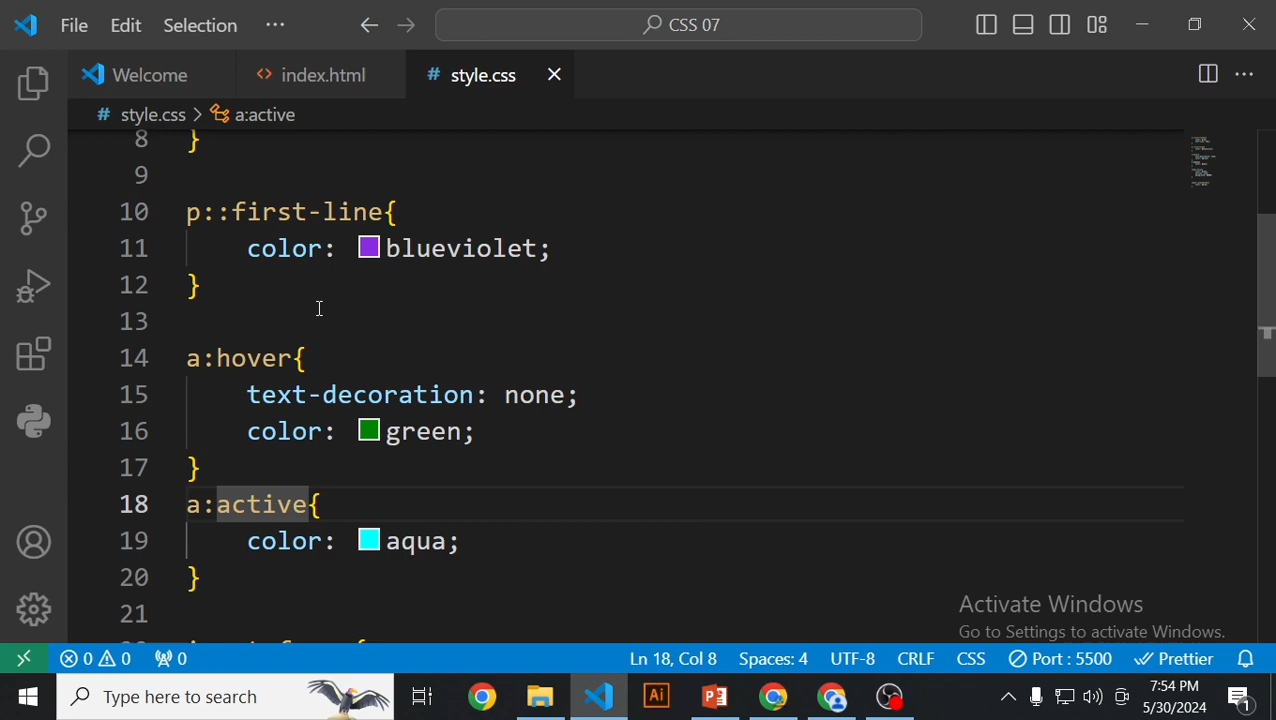 File Edit Selection ··· CSS 07
Welcome index.html # style.css
# style.css > a:active
8 }
9
10 p::first-line{
11 color: blueviolet;
12 }
13
14 a:hover{
15 text-decoration: none;
16 color: green;
17 }
18 a:active{
19 color: aqua;
20 }
21
Activate Windows
Go to Settings to activate Windows.
0 0 0 Ln 18, Col 8 Spaces: 4 UTF-8 CRLF CSS Port : 5500 Prettier
Type here to search Ai P 7:54 PM
5/30/2024 1